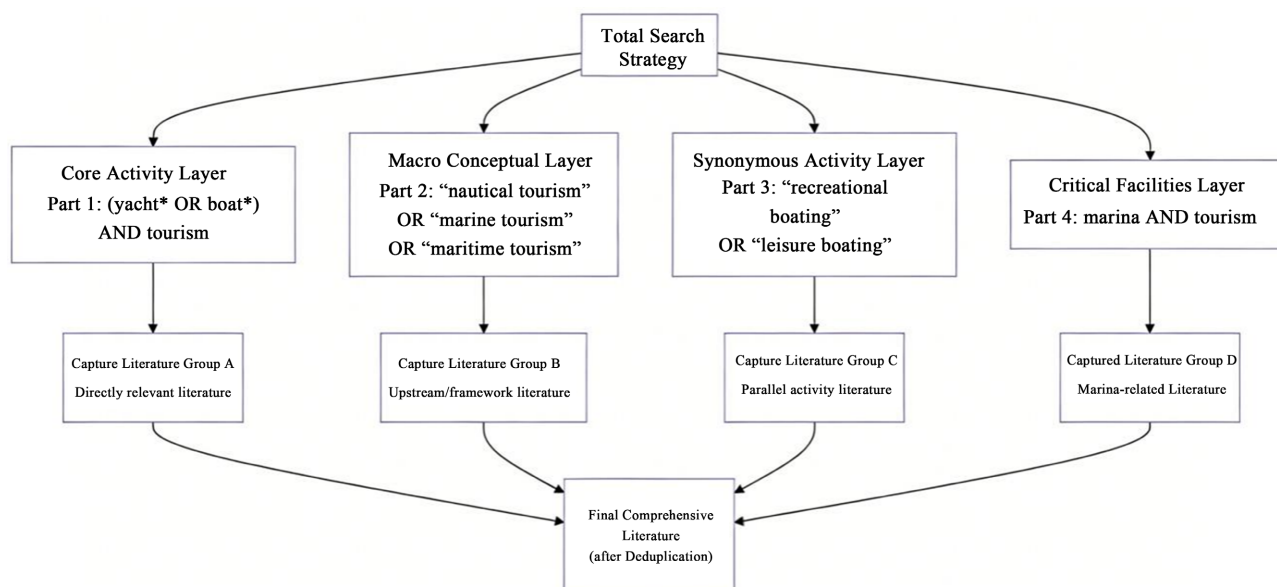 Total Search
Strategy
Core Activity Layer
Part 1: (yacht* OR boat*)
AND tourism
Macro Conceptual Layer
Part 2: “nautical tourism”
OR “marine tourism”
OR “maritime tourism”
Synonymous Activity Layer
Part 3: “recreational
boating”
OR “leisure boating”
Critical Facilities Layer
Part 4: marina AND tourism
Capture Literature Group A
Directly relevant literature
Capture Literature Group B
Upstream/framework literature
Capture Literature Group C
Parallel activity literature
Captured Literature Group D
Marina-related Literature
Final Comprehensive
Literature
(after Deduplication)